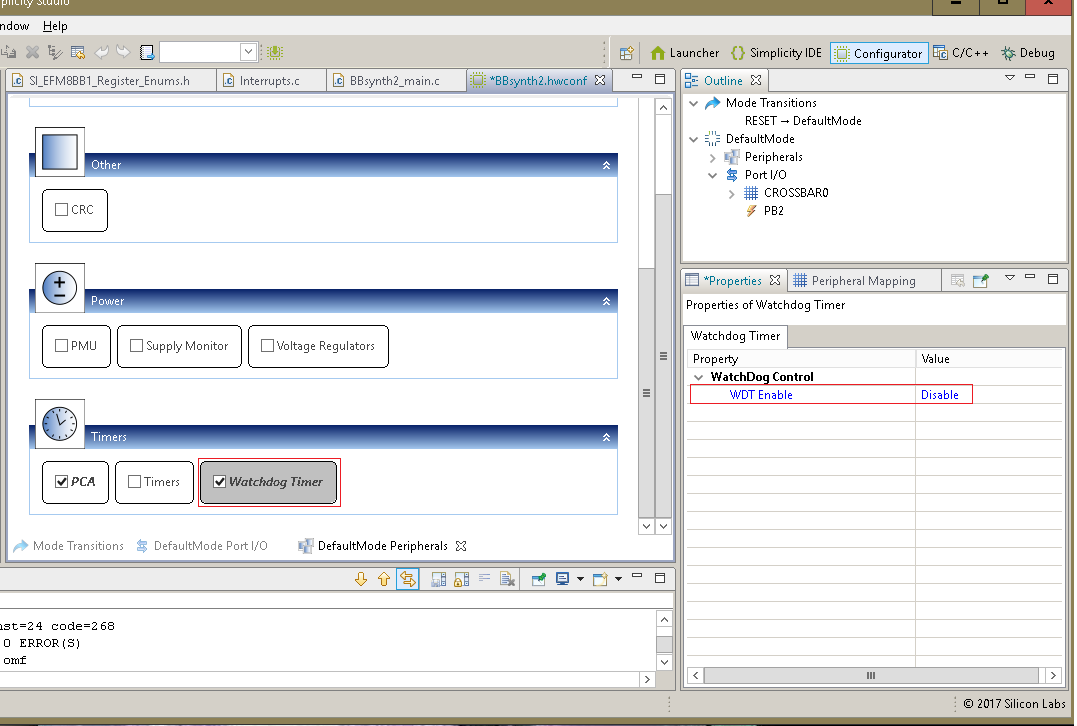 plicity Studio
ndow Help
Launcher Simplicity IDE Configurator C/C++ Debug
SI_EFM8BB1_Register_Enums.h Interrupts.c BBsynth2_main.c *BBsynth2.hwconf
Other
CRC
Power
PMU Supply Monitor Voltage Regulators
Timers
PCA Timers Watchdog Timer
Mode Transitions DefaultMode Port I/O DefaultMode Peripherals
nst=24 code=268
0 ERROR(S)
omf
Outline
Mode Transitions
RESET → DefaultMode
DefaultMode
Peripherals
Port I/O
CROSSBAR0
PB2
*Properties Peripheral Mapping
Properties of Watchdog Timer
Watchdog Timer
Property Value
WatchDog Control
WDT Enable Disable
© 2017 Silicon Labs